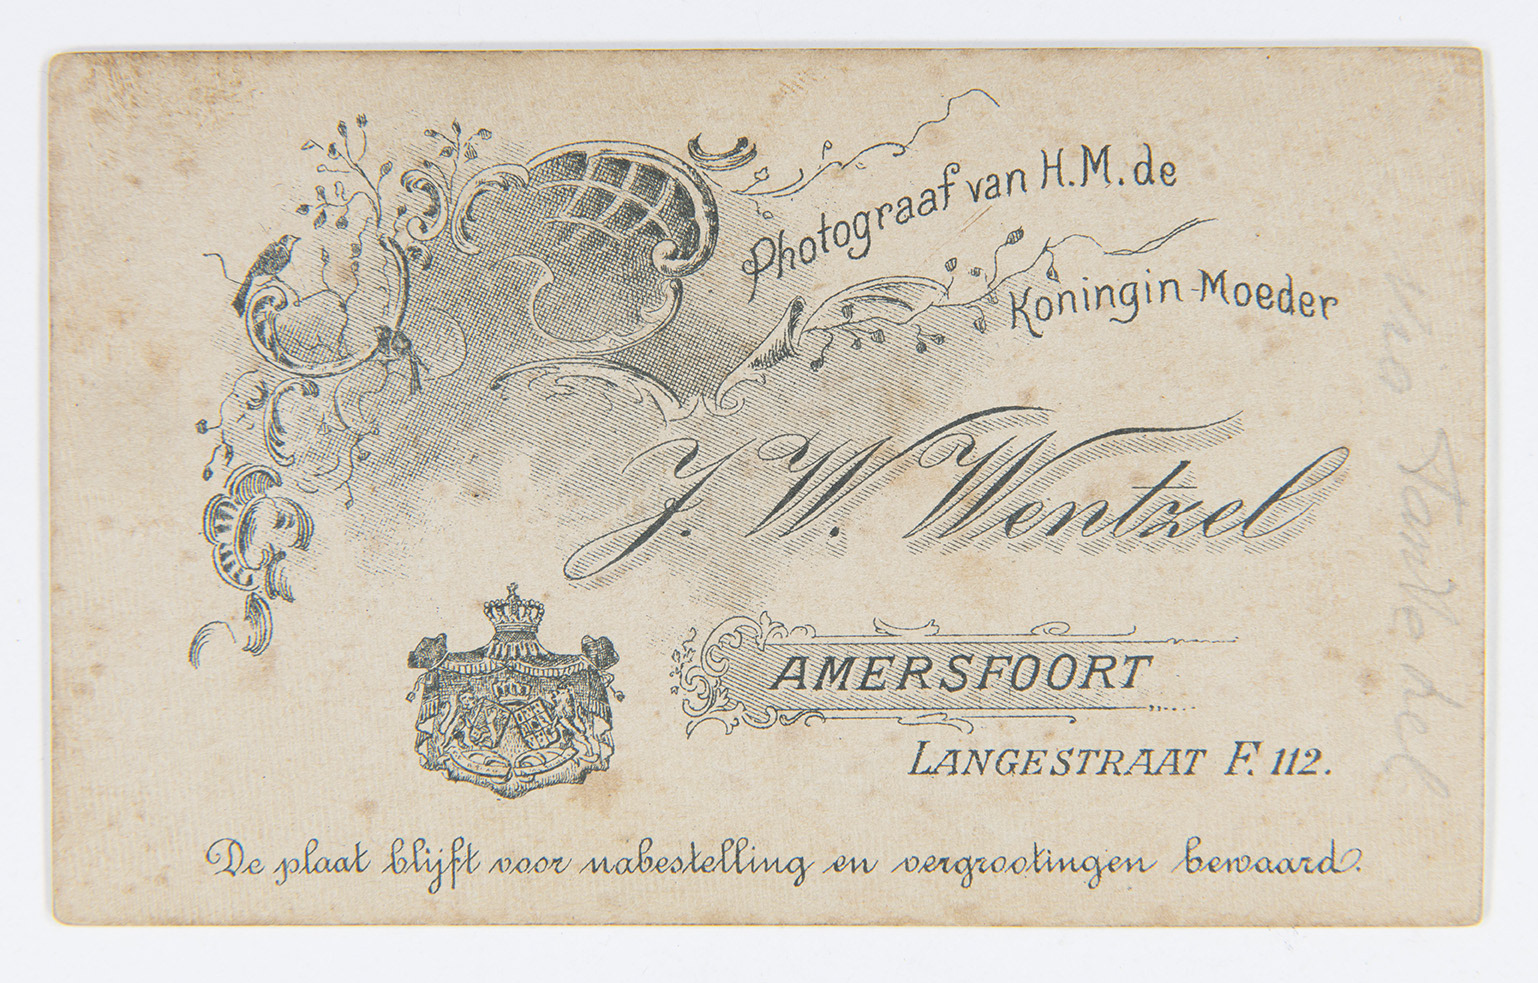 Photograaf van H.M. de
Koningin-Moeder
J. W. Wentzel
AMERSFOORT
LANGESTRAAT F. 112.
De plaat blijft voor nabestelling en vergrootingen bewaard.